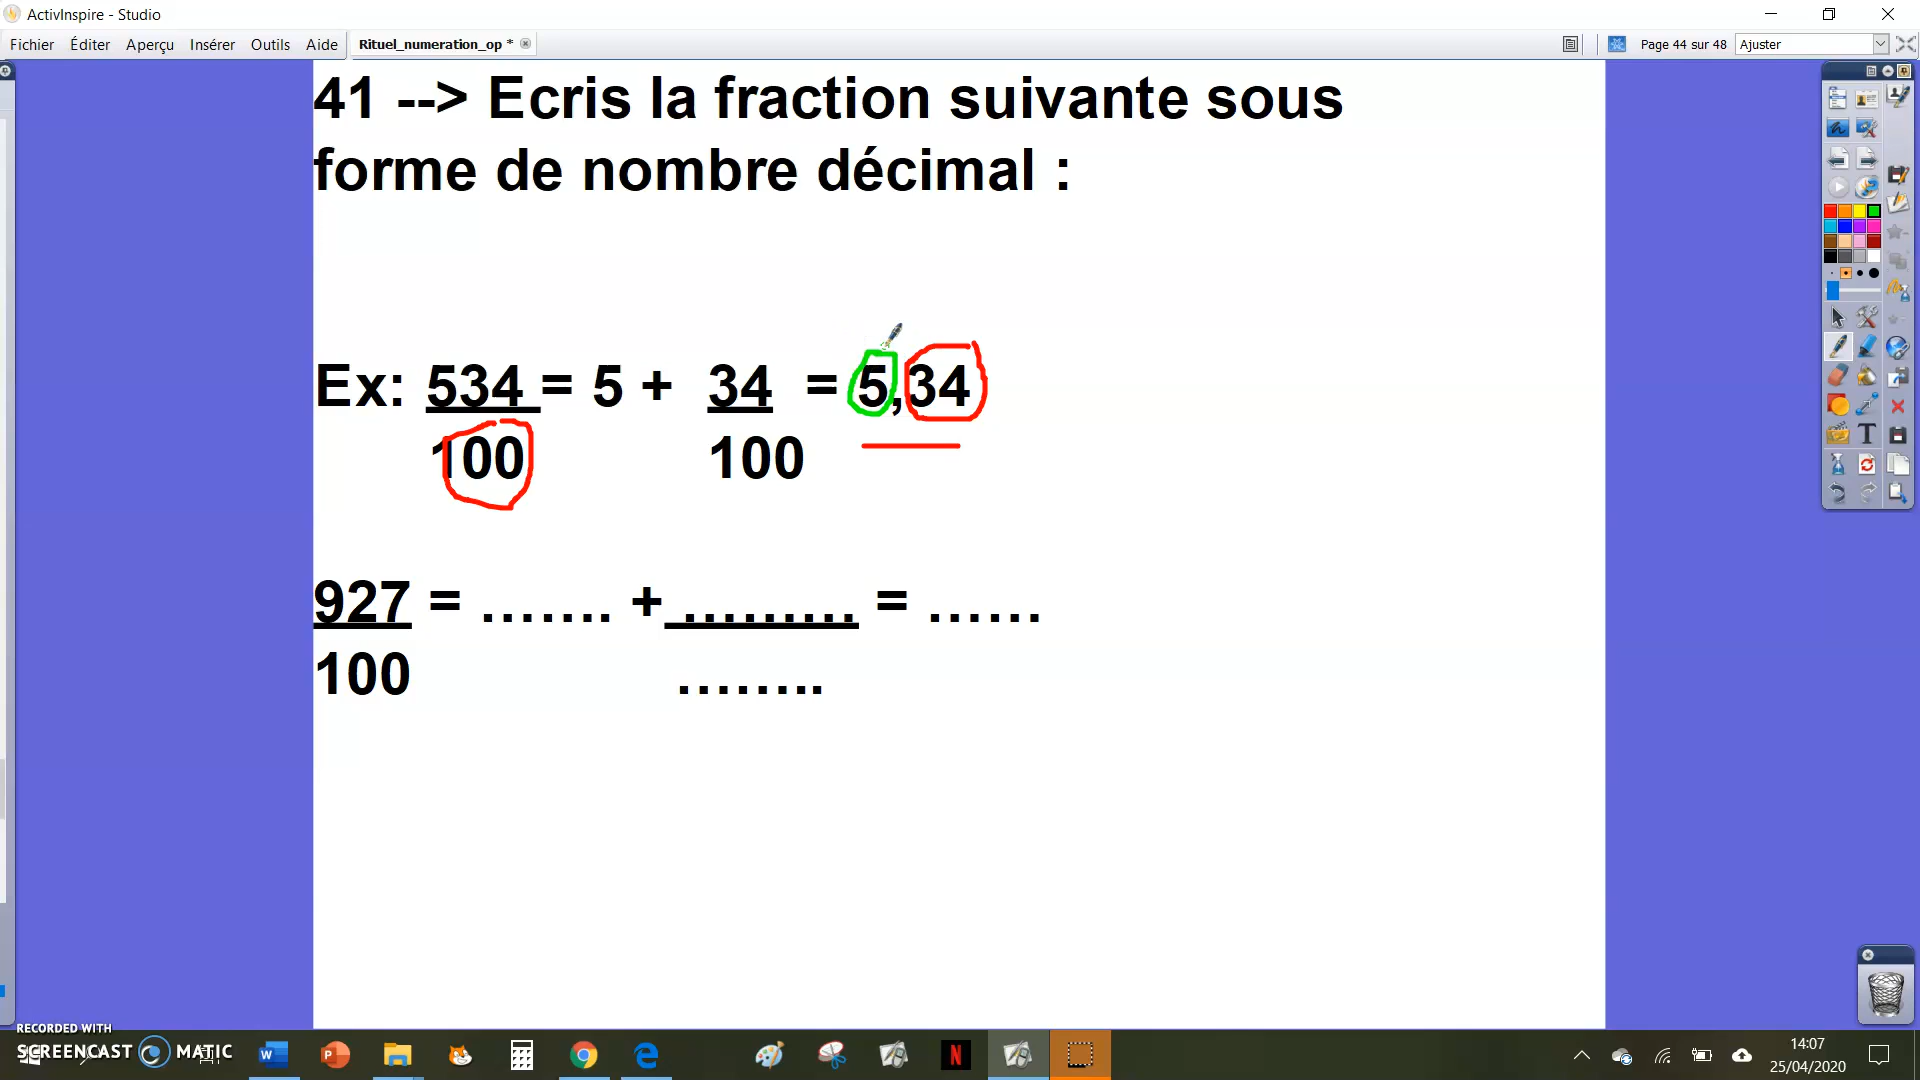 ActivInspire - Studio
Fichier Éditer Aperçu Insérer Outils Aide Rituel_numeration_op * Page 44 sur 48 Ajuster
41 --> Ecris la fraction suivante sous
forme de nombre décimal :
Ex: 534 = 5 + 34 = 5,34
100 100
927 = ....... + ......... = ......
100 ........
RECORDED WITH
SCREENCAST MATIC
14:07
25/04/2020